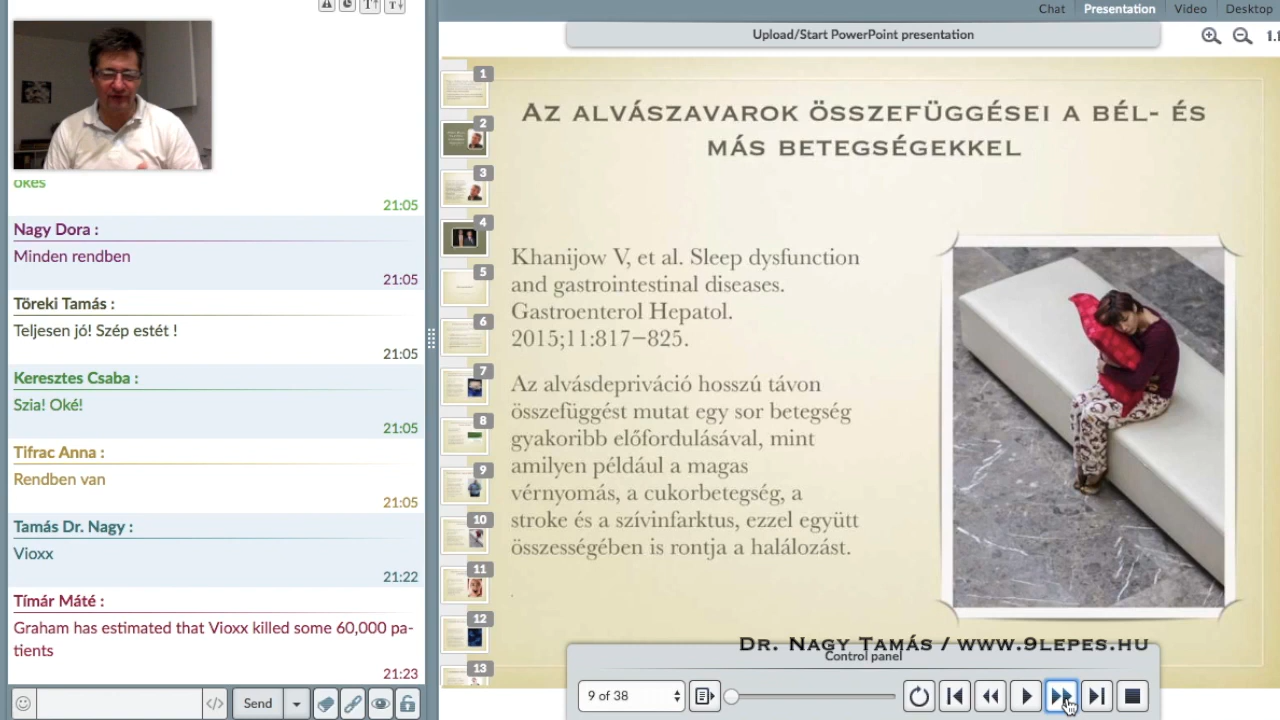 Chat Presentation Video Desktop
Upload/Start PowerPoint presentation
1.1
okés
21:05
Nagy Dora :
Minden rendben
21:05
Töreki Tamás :
Teljesen jó! Szép estét !
21:05
Keresztes Csaba :
Szia! Oké!
21:05
Tifrac Anna :
Rendben van
21:05
Tamás Dr. Nagy :
Vioxx
21:22
Tímár Máté :
Graham has estimated that Vioxx killed some 60,000 pa-
tients
21:23
Send
1
2
3
4
5
6
7
8
9
10
11
12
13
Az alvászavarok összefüggései a bél- és
más betegségekkel
Khanijow V, et al. Sleep dysfunction
and gastrointestinal diseases.
Gastroenterol Hepatol.
2015;11:817–825.
Az alvásdepriváció hosszú távon
összefüggést mutat egy sor betegség
gyakoribb előfordulásával, mint
amilyen például a magas
vérnyomás, a cukorbetegség, a
stroke és a szívinfarktus, ezzel együtt
összességében is rontja a halálozást.
.
Dr. Nagy Tamás / www.9lepes.hu
Control panel
9 of 38